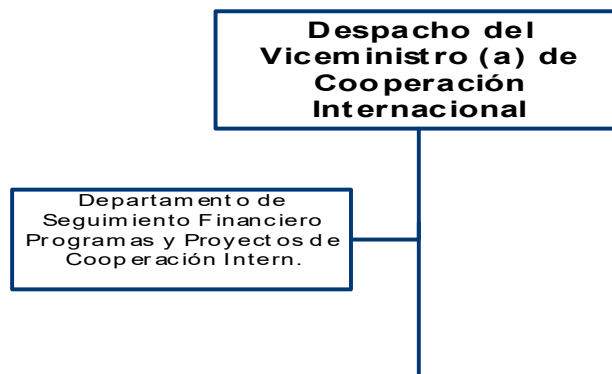 Despacho del
Viceministro (a) de
Cooperación
Internacional
Departamento de
Seguimiento Financiero
Programas y Proyectos de
Cooperación Intern.